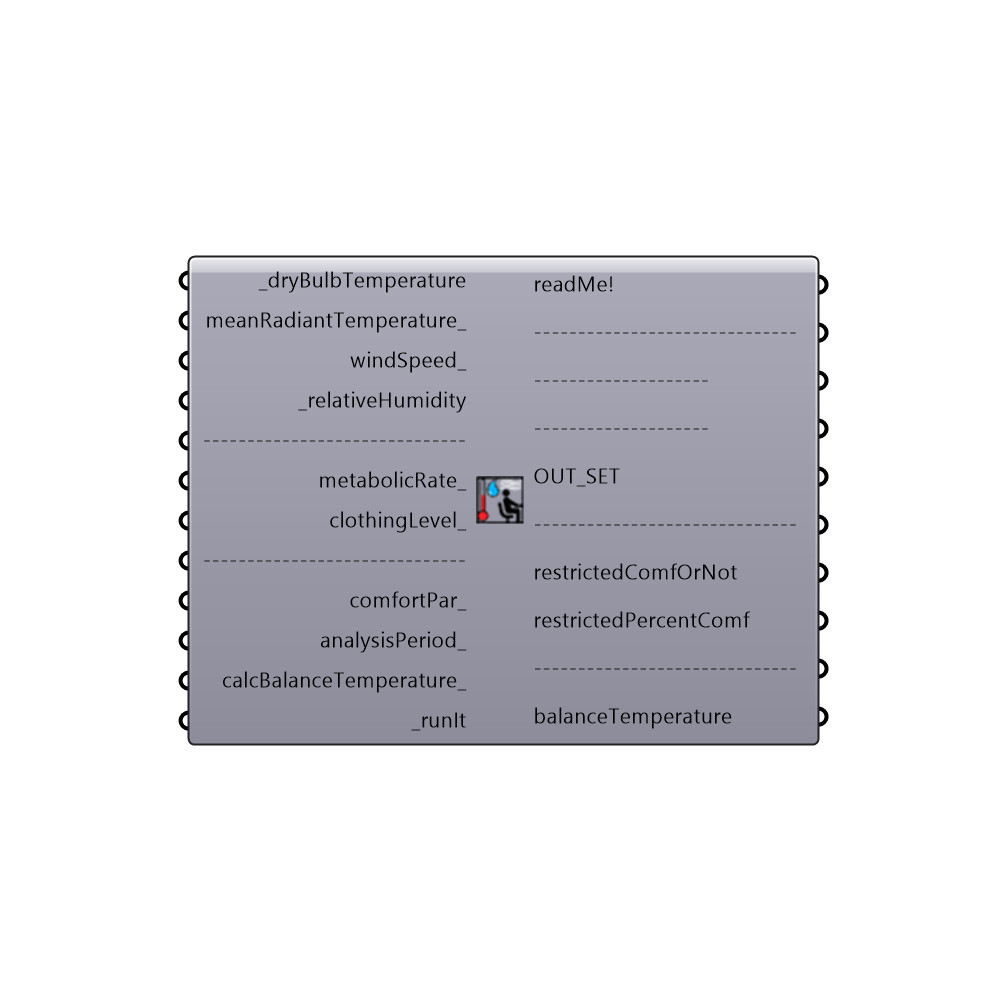 _dryBulbTemperature
meanRadiantTemperature_
windSpeed_
_relativeHumidity
------------------------------
metabolicRate_
clothingLevel_
------------------------------
comfortPar_
analysisPeriod_
calcBalanceTemperature_
_runIt
readMe!
------------------------------
--------------------
--------------------
OUT_SET
------------------------------
restrictedComfOrNot
restrictedPercentComf
------------------------------
balanceTemperature